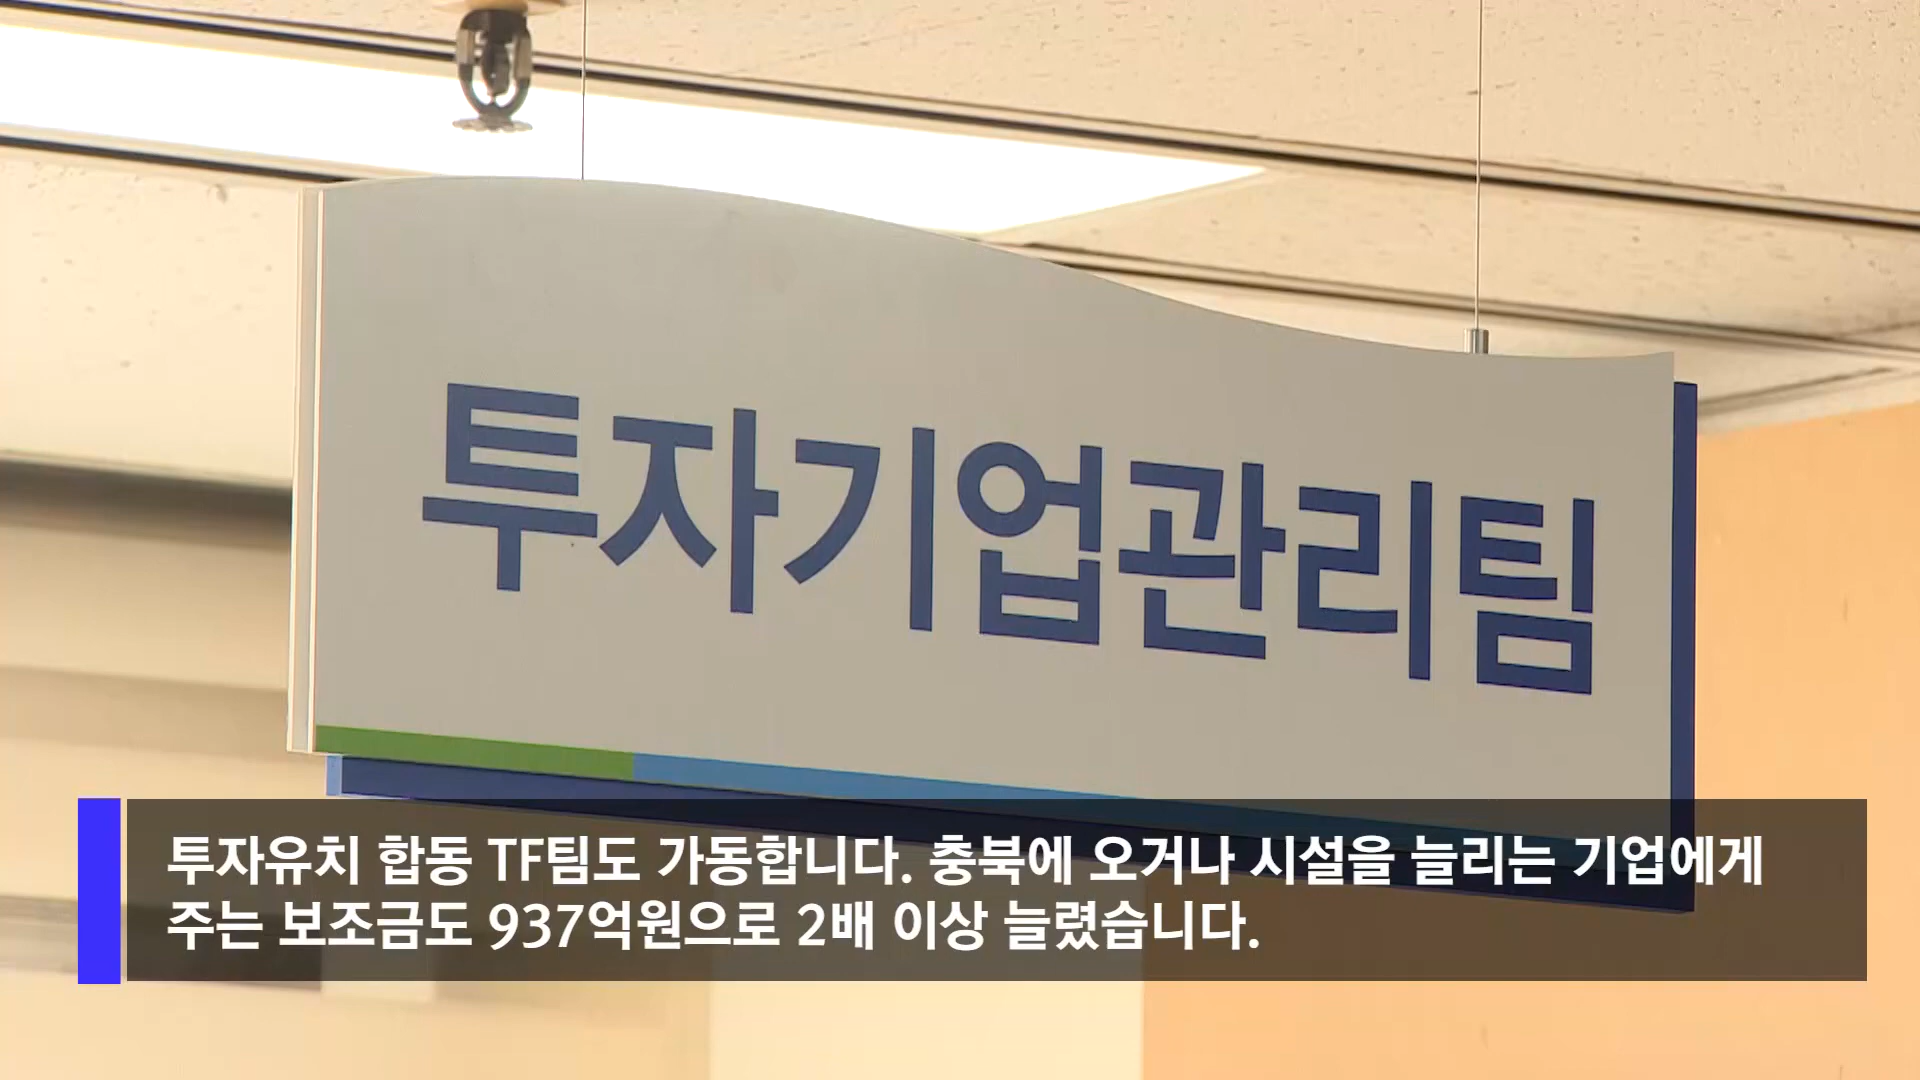 투자기업관리팀
투자유치 합동 TF팀도 가동합니다. 충북에 오거나 시설을 늘리는 기업에게
주는 보조금도 937억원으로 2배 이상 늘렸습니다.